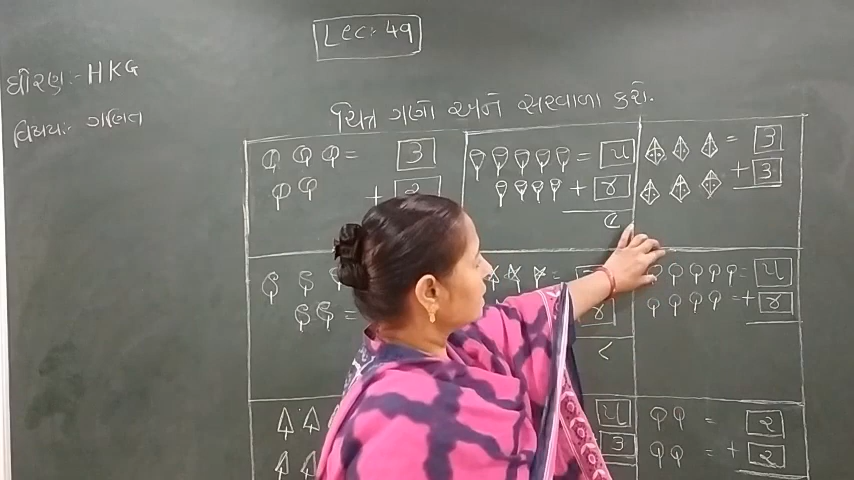 Lec: 49
ધોરણ :- HKG
વિષય :- ગણિત
ચિત્ર ગણો અને સરવાળા કરો.
= ૩
+ ૨
= ૫
+ ૪
૯
= ૩
+ ૩
=
=
= ૫
= + ૪
૪
૮
૫
૩
= ૨
= + ૨